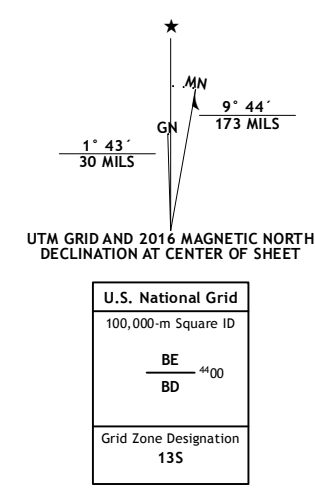 ★
MN
GN
9° 44´
173 MILS
1° 43´
30 MILS
UTM GRID AND 2016 MAGNETIC NORTH
DECLINATION AT CENTER OF SHEET
U.S. National Grid
100,000-m Square ID
BE
⁴⁴00
BD
Grid Zone Designation
13S